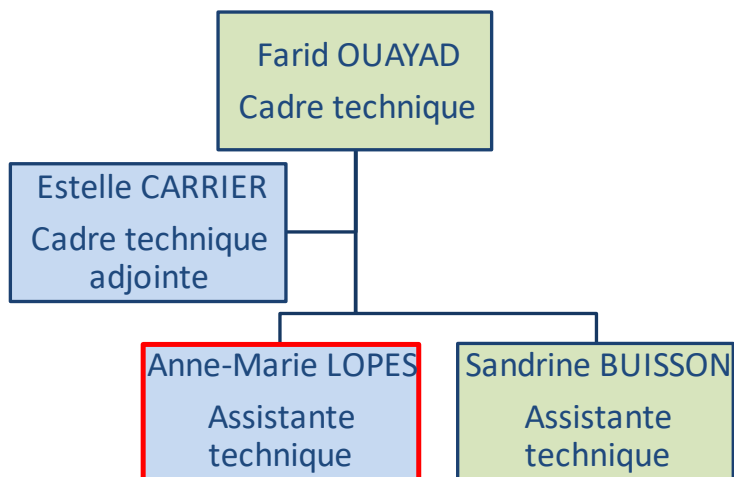 Farid OUAYAD
Cadre technique
Estelle CARRIER
Cadre technique
adjointe
Anne-Marie LOPES
Assistante
technique
Sandrine BUISSON
Assistante
technique